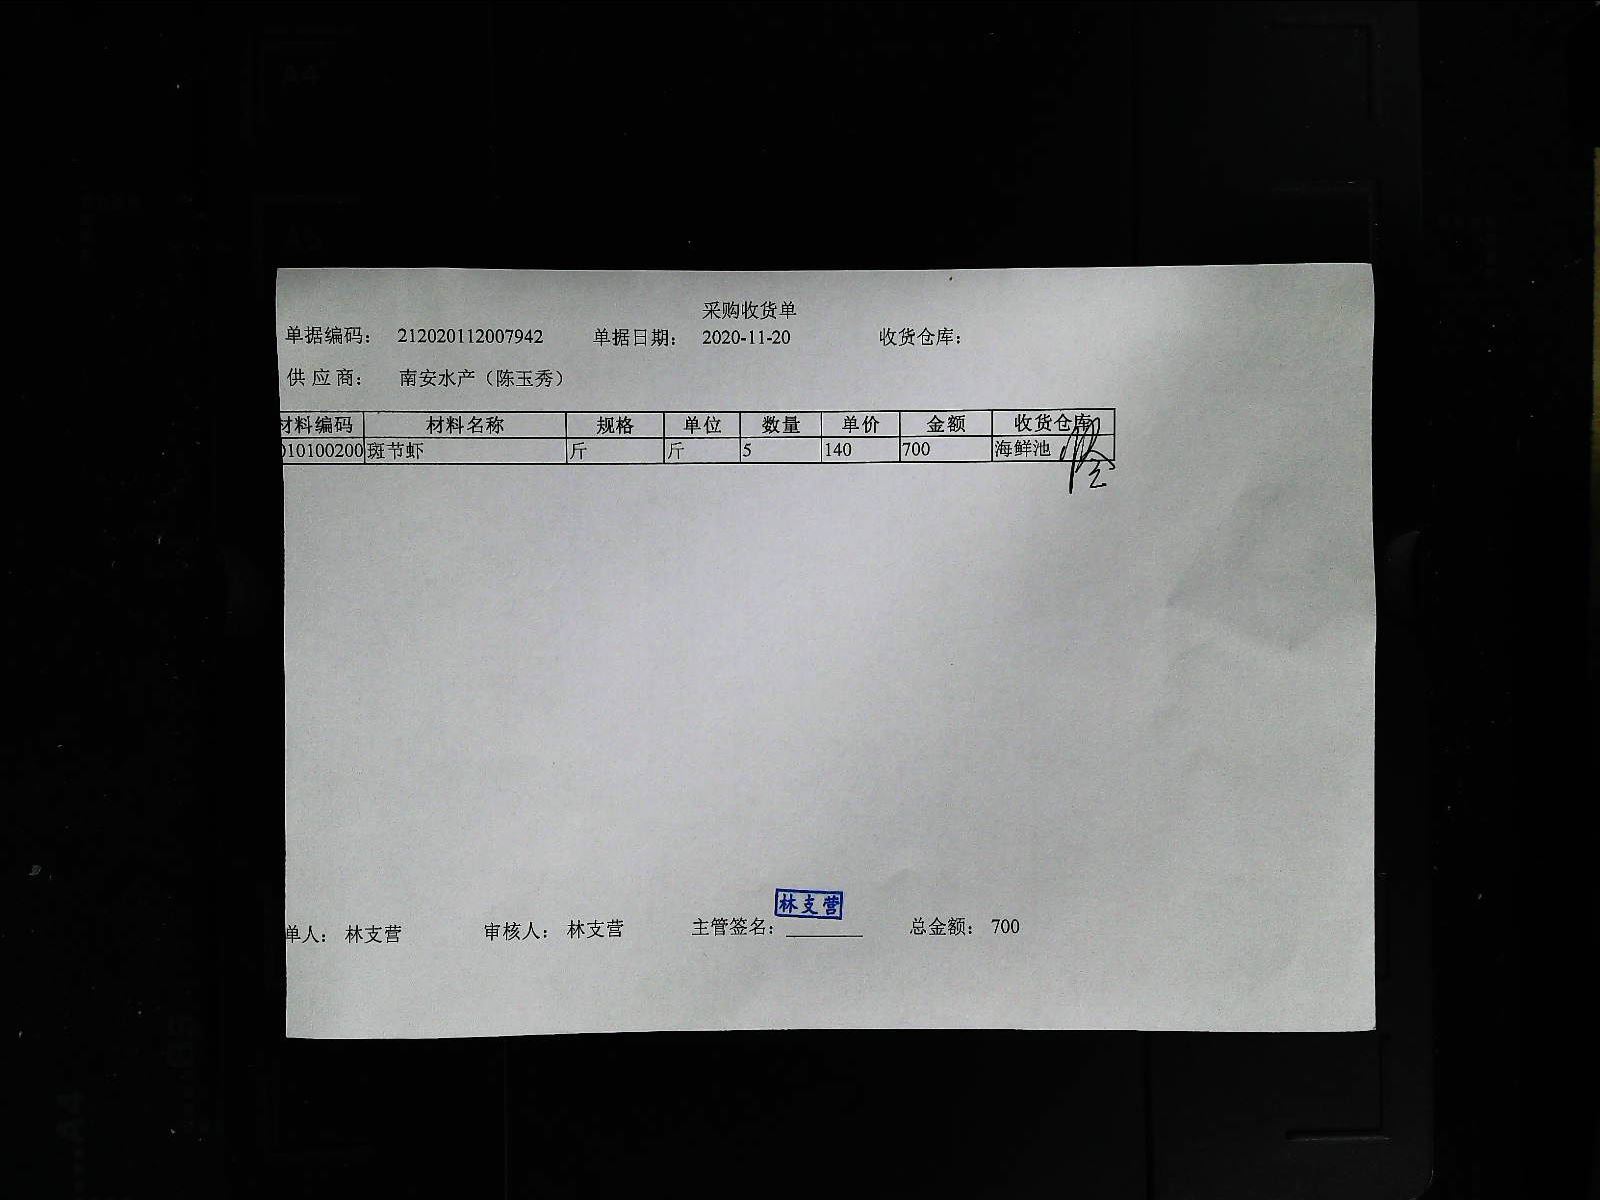 采购收货单
单据编码： 212020112007942 单据日期： 2020-11-20 收货仓库：
供 应 商： 南安水产（陈玉秀）
材料编码 材料名称 规格 单位 数量 单价 金额 收货仓库
010100200 斑节虾 斤 斤 5 140 700 海鲜池
林支营
单人： 林支营 审核人： 林支营 主管签名： 总金额： 700